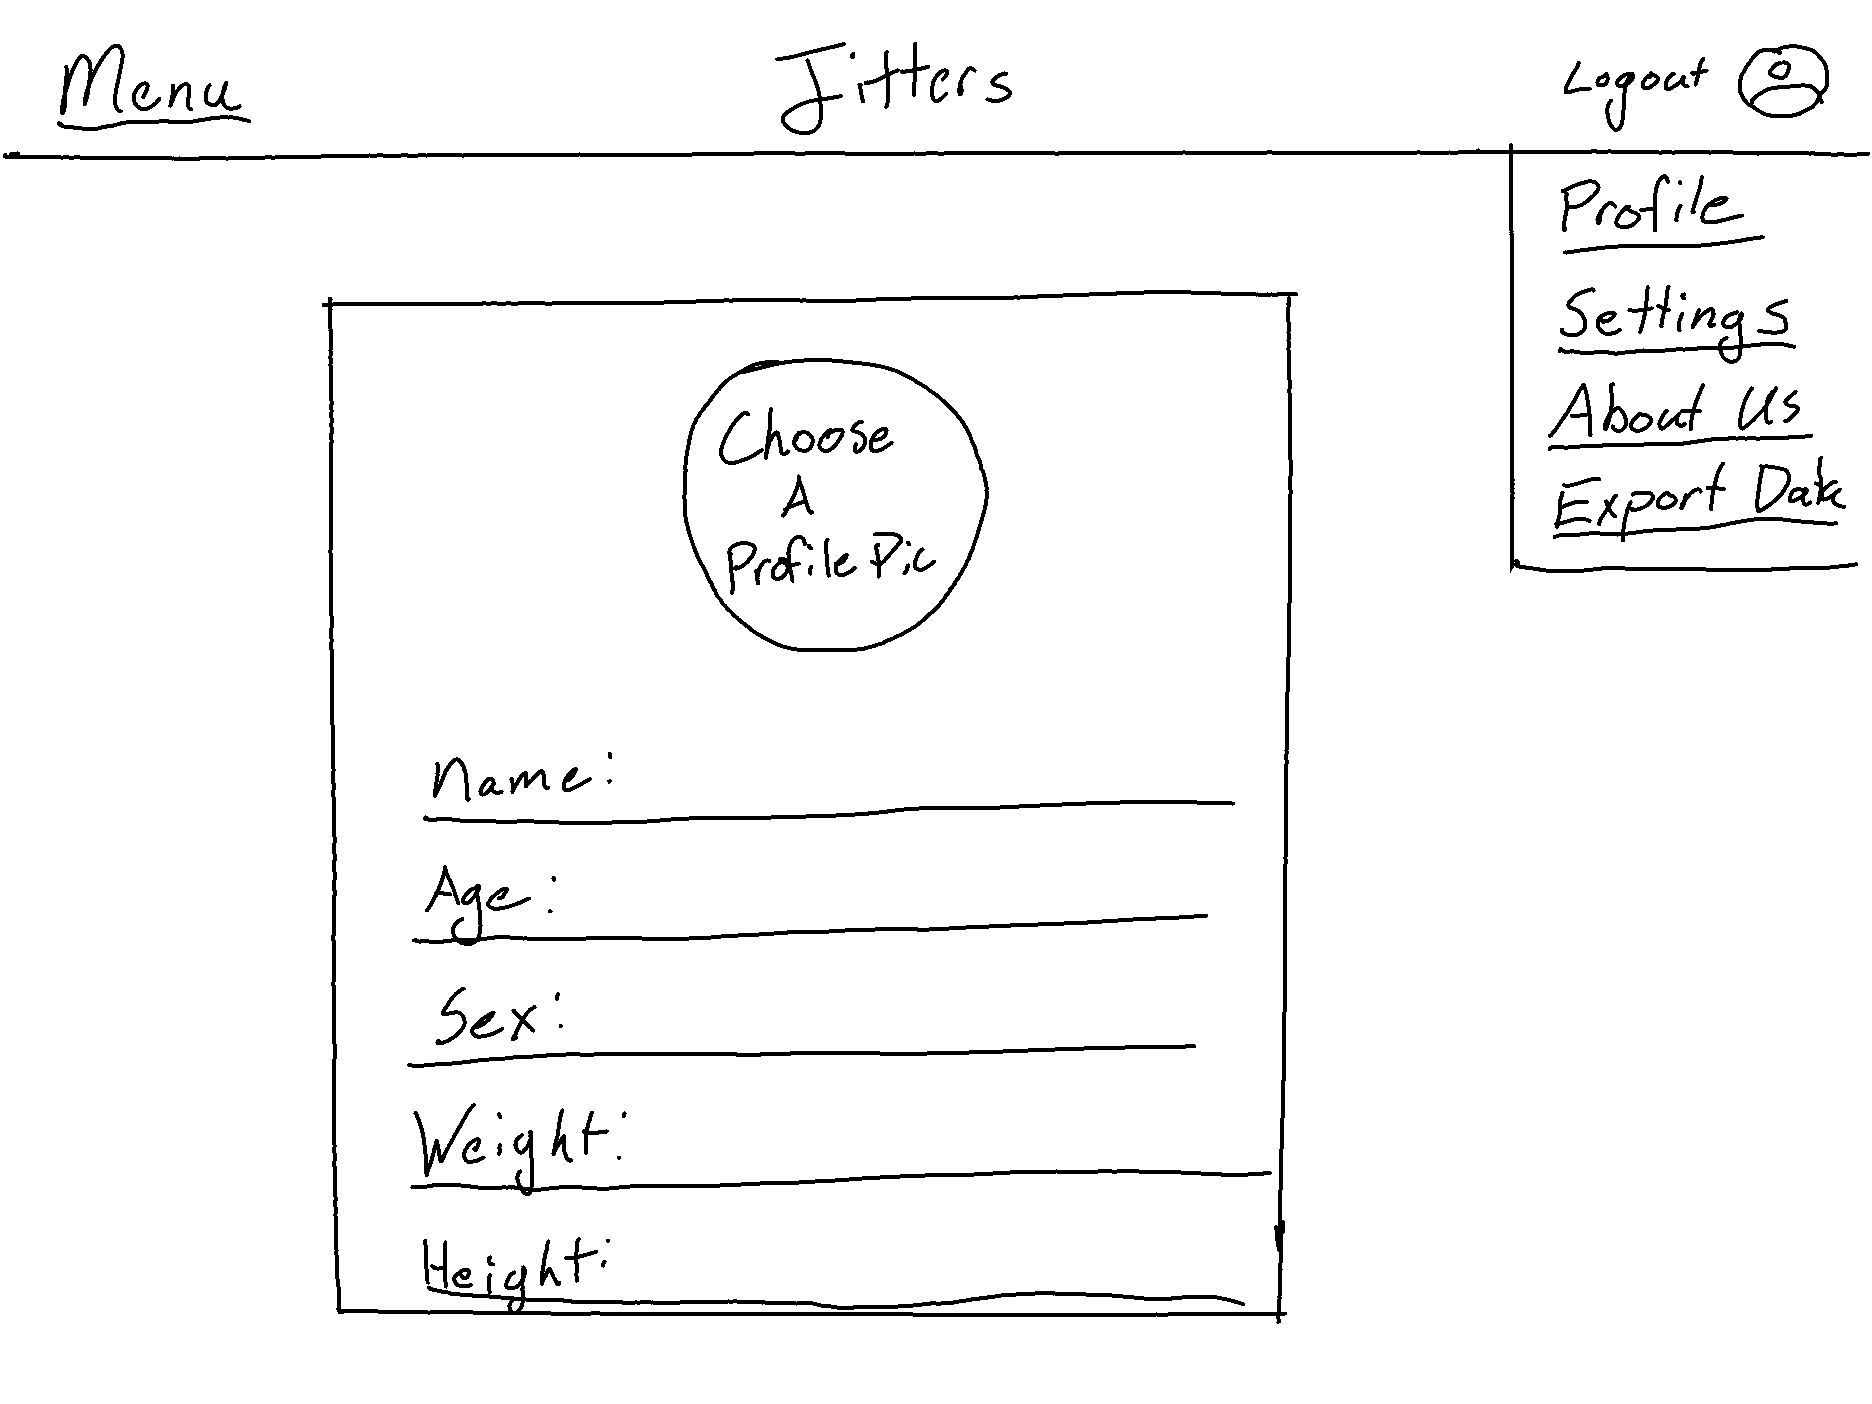 Menu
Jitters
Logout
Profile
Settings
About Us
Export Data
Choose
A
Profile Pic
Name:
Age:
Sex:
Weight:
Height: